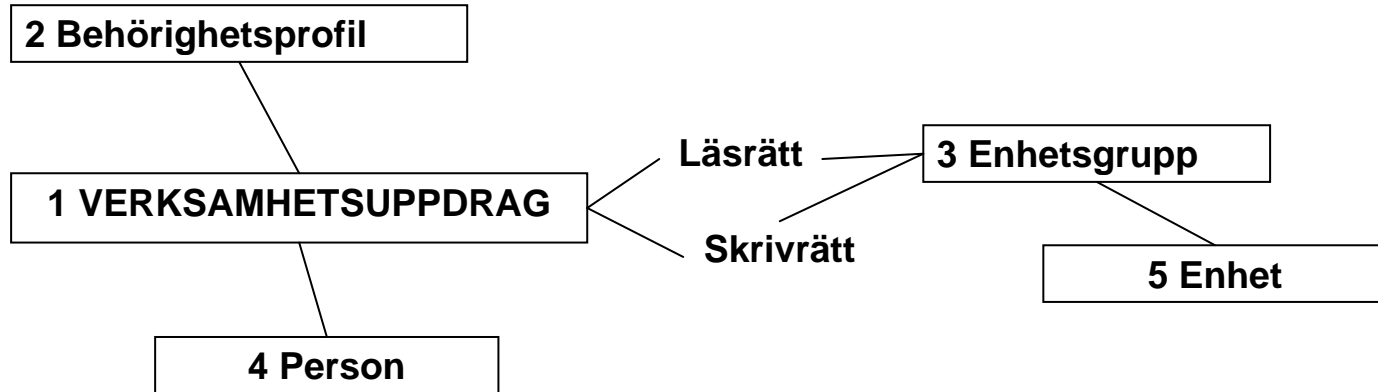 2 Behörighetsprofil
Läsrätt
3 Enhetsgrupp
1 VERKSAMHETSUPPDRAG
Skrivrätt
5 Enhet
4 Person